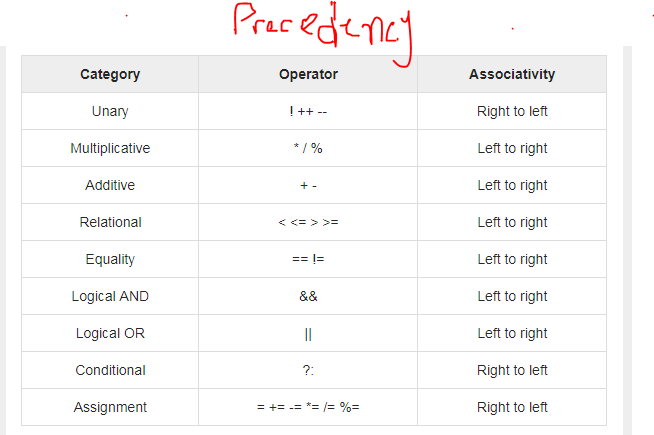 Precedency
Category Operator Associativity
Unary ! ++ -- Right to left
Multiplicative * / % Left to right
Additive + - Left to right
Relational < <= > >= Left to right
Equality == != Left to right
Logical AND && Left to right
Logical OR || Left to right
Conditional ?: Right to left
Assignment = += -= *= /= %= Right to left